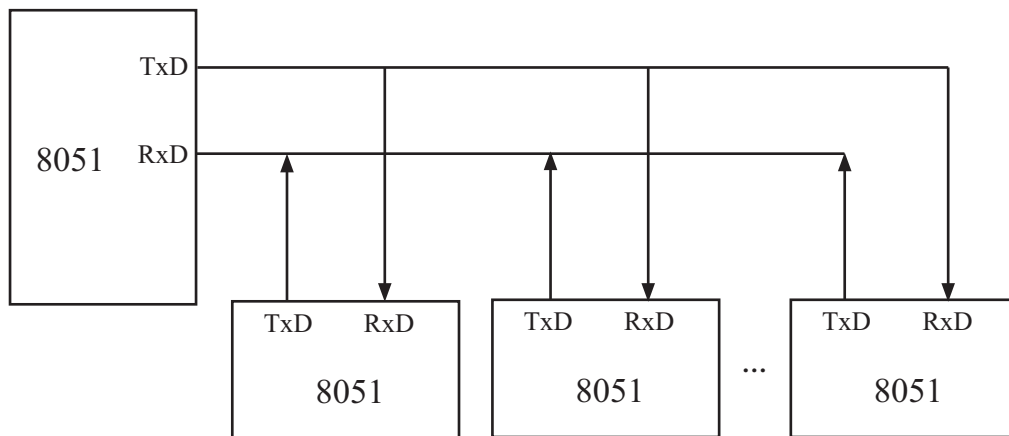 TxD
8051 RxD
TxD RxD TxD RxD TxD RxD
...
8051 8051 8051